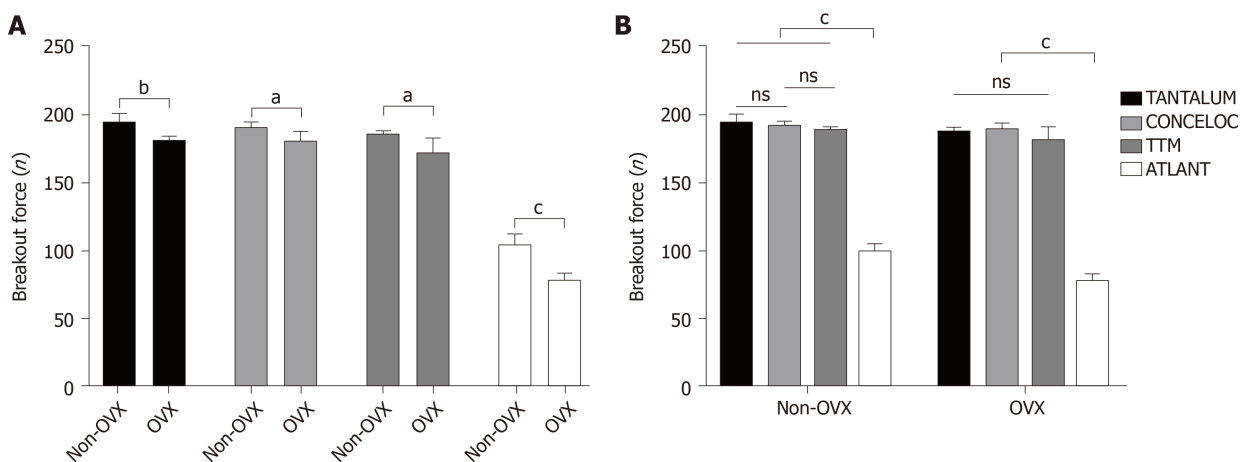 A
Breakout force (n)
250
200
150
100
50
0
b
a
a
c
Non-OVX
OVX
Non-OVX
OVX
Non-OVX
OVX
Non-OVX
OVX
B
Breakout force (n)
250
200
150
100
50
0
c
ns
ns
c
ns
Non-OVX
OVX
TANTALUM
CONCELOC
TTM
ATLANT